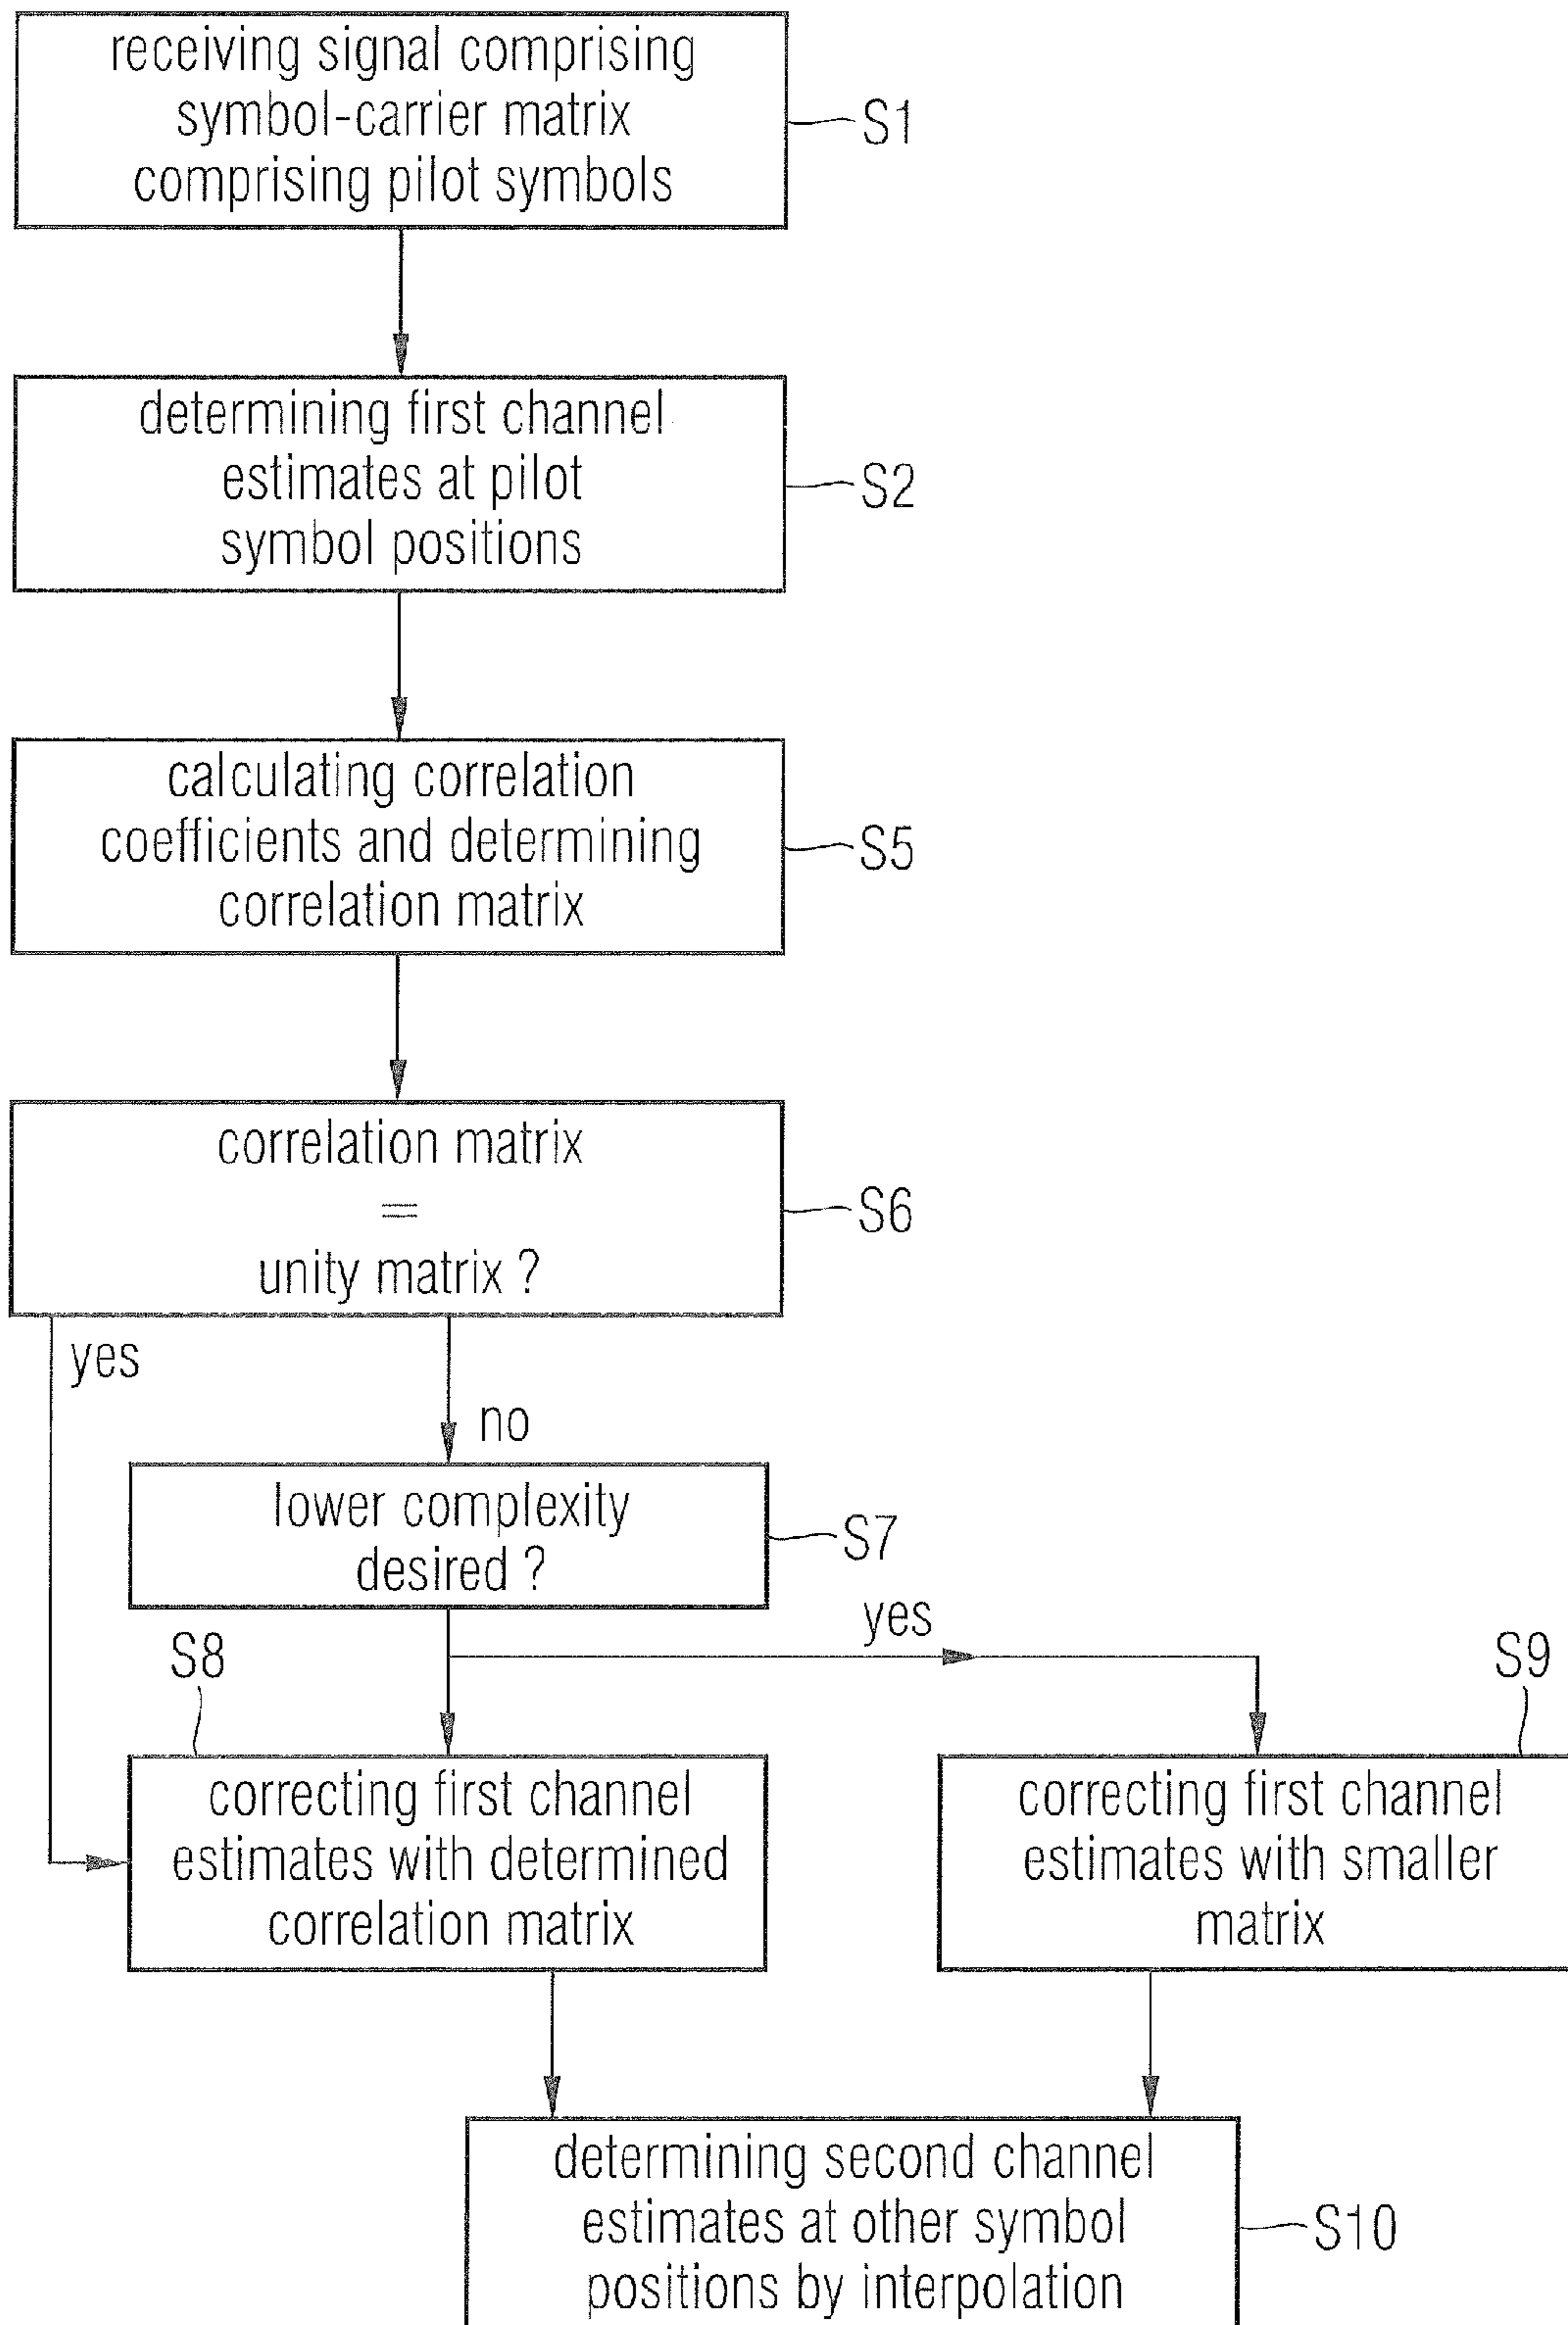 receiving signal comprising
symbol-carrier matrix
comprising pilot symbols
S1
determining first channel
estimates at pilot
symbol positions
S2
calculating correlation
coefficients and determining
correlation matrix
S5
correlation matrix
=
unity matrix ?
S6
yes
no
lower complexity
desired ?
S7
yes
S8
S9
correcting first channel
estimates with determined
correlation matrix
correcting first channel
estimates with smaller
matrix
determining second channel
estimates at other symbol
positions by interpolation
S10